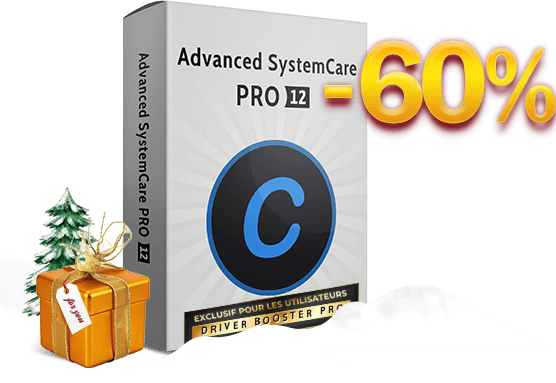 Advanced SystemCare
PRO 12
-60%
Advanced SystemCare PRO 12
C
EXCLUSIF POUR LES UTILISATEURS
DRIVER BOOSTER PRO
for you